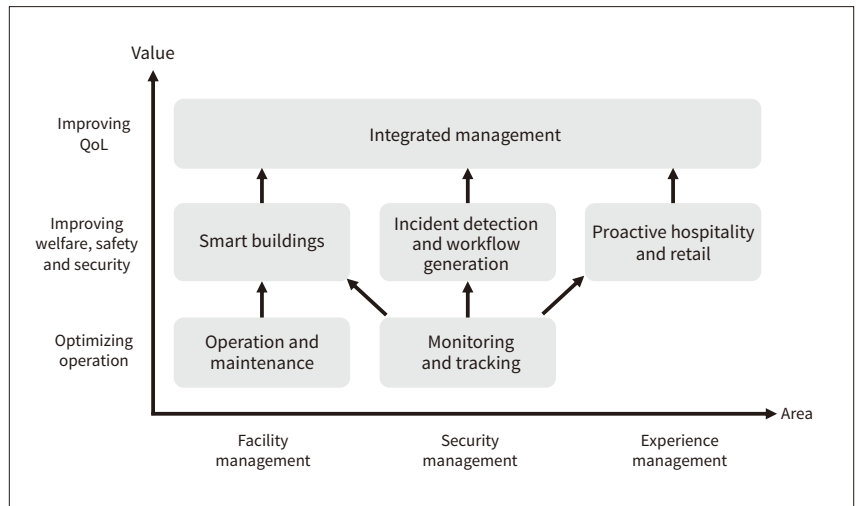 Value
Improving
QoL
Integrated management
Improving
welfare, safety
and security
Smart buildings
Incident detection
and workflow
generation
Proactive hospitality
and retail
Optimizing
operation
Operation and
maintenance
Monitoring
and tracking
Area
Facility
management
Security
management
Experience
management